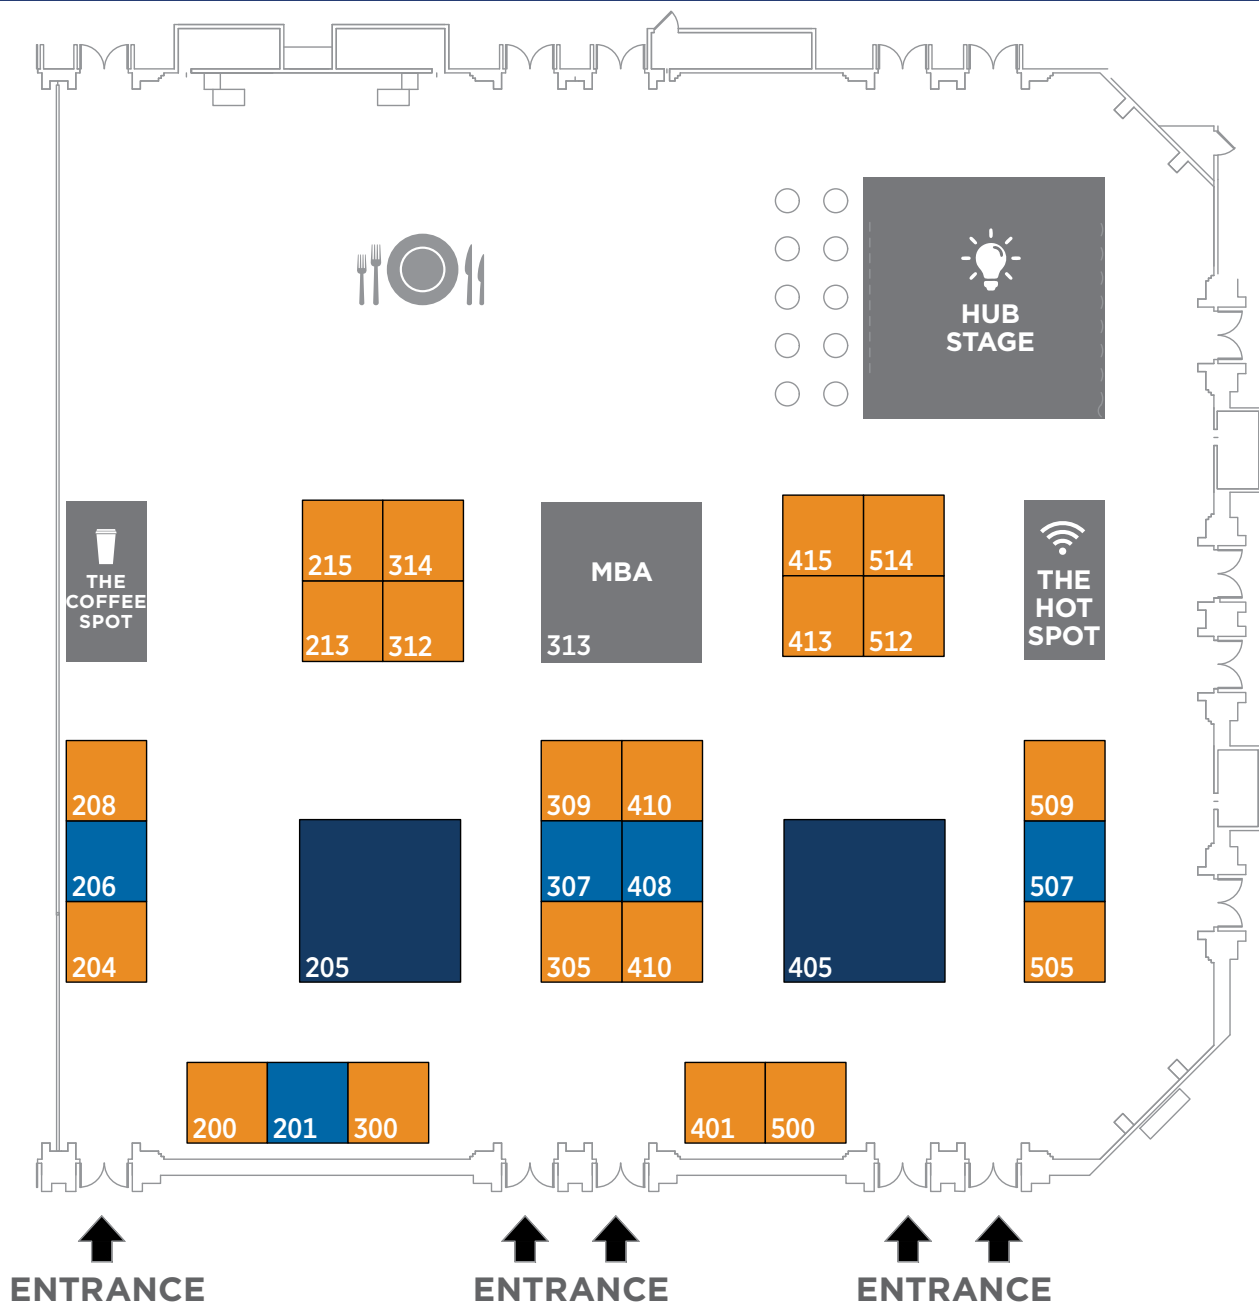 HUB
STAGE
THE
COFFEE
SPOT
215 314
213 312
MBA
313
415 514
413 512
THE
HOT
SPOT
208
206
204
205
309 410
307 408
305 410
405
509
507
505
200 201 300
401 500
ENTRANCE ENTRANCE ENTRANCE